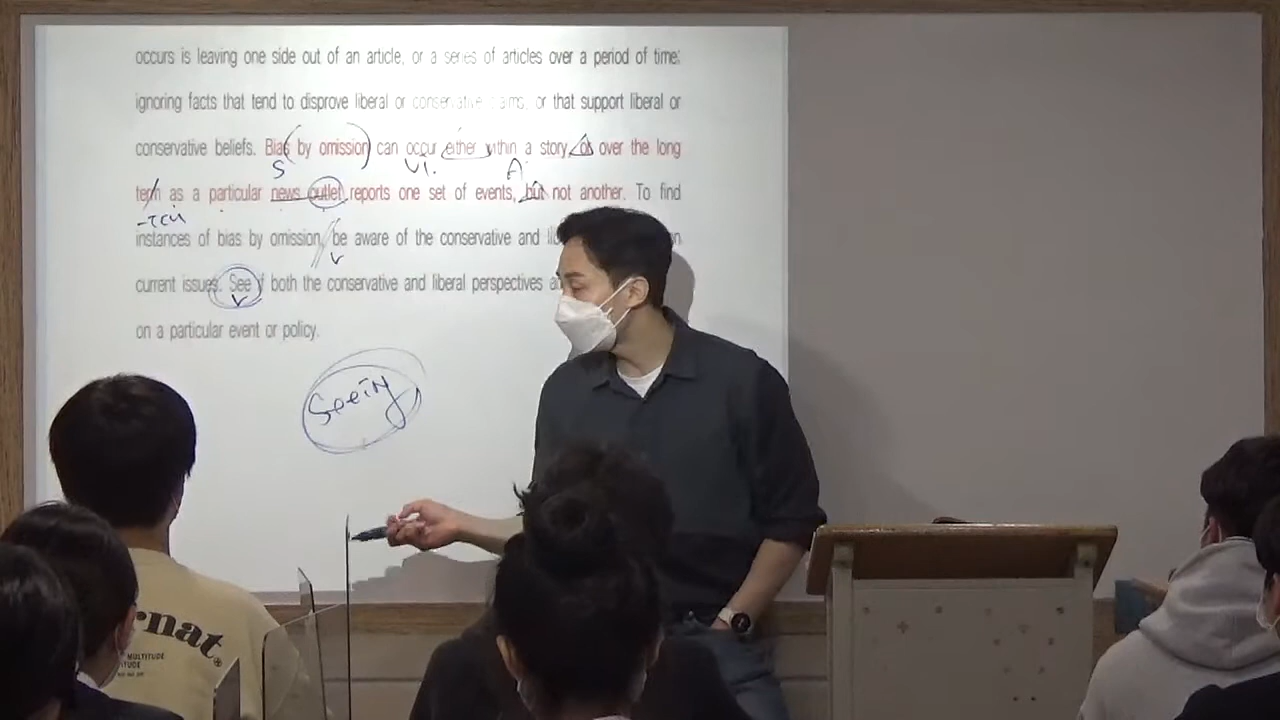 occurs is leaving one side out of an article, or a series of articles over a period of time;
ignoring facts that tend to disprove liberal or conservative claims, or that support liberal or
conservative beliefs. Bias by omission can occur either within a story, or over the long
term as a particular news outlet reports one set of events, but not another. To find
instances of bias by omission, be aware of the conservative and
current issues. See if both the conservative and liberal perspectives
on a particular event or policy.
S
vi.
A
v
v
Seeing
rnat
MULTITUDE